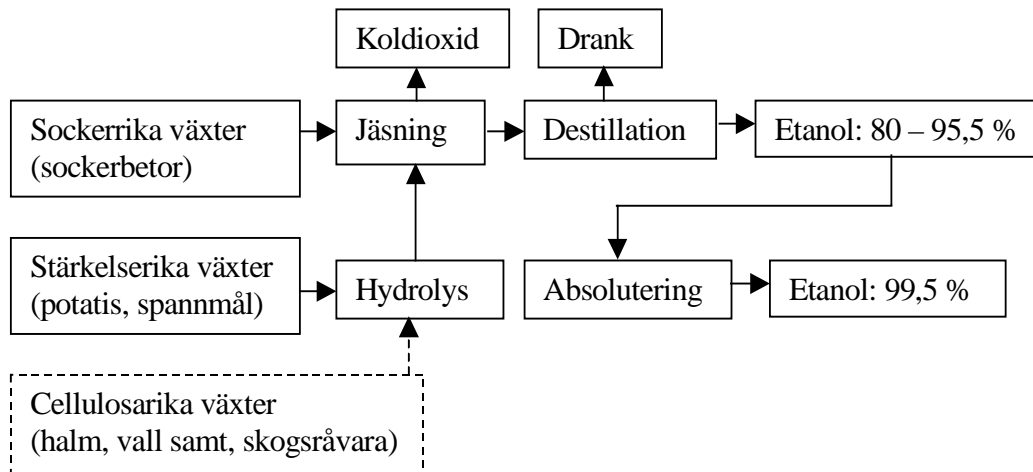 Koldioxid
Drank
Sockerrika växter
(sockerbetor)
Jäsning
Destillation
Etanol: 80 – 95,5 %
Stärkelserika växter
(potatis, spannmål)
Hydrolys
Absolutering
Etanol: 99,5 %
Cellulosarika växter
(halm, vall samt, skogsråvara)